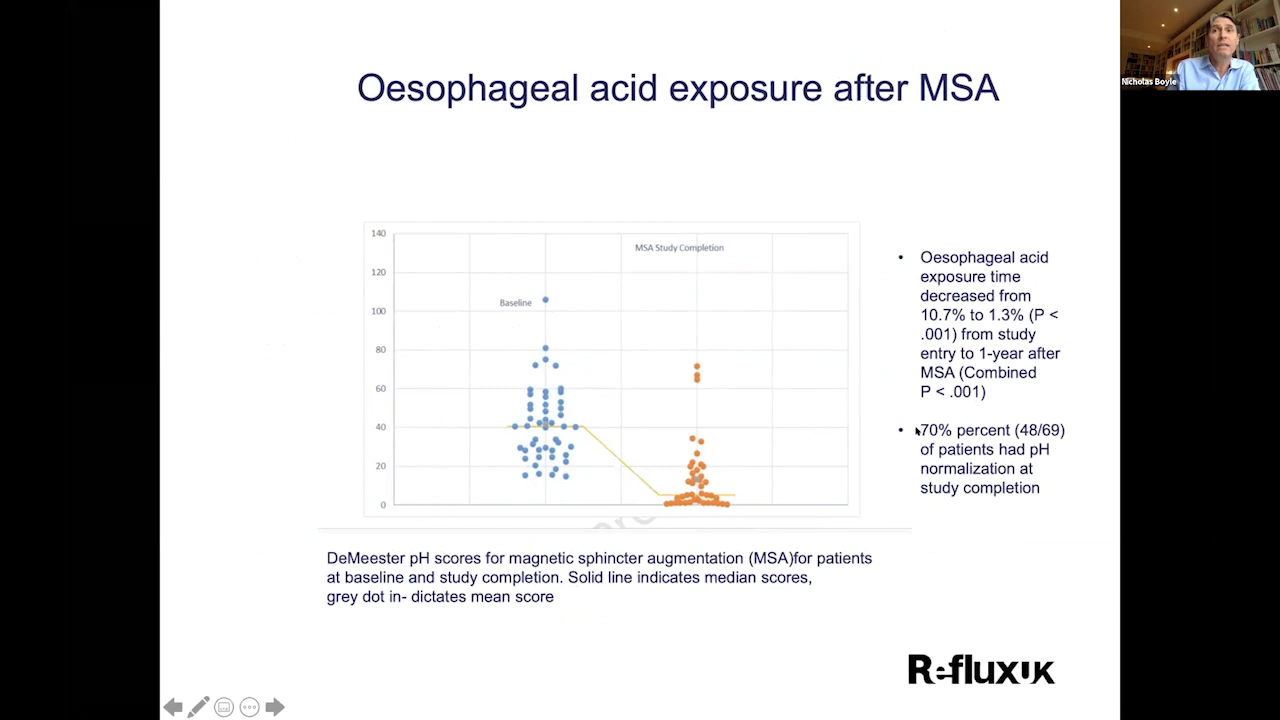 Oesophageal acid exposure after MSA
Nicholas Boyle
140
120
100
80
60
40
20
0
MSA Study Completion
Baseline
• Oesophageal acid
exposure time
decreased from
10.7% to 1.3% (P <
.001) from study
entry to 1-year after
MSA (Combined
P < .001)
• 70% percent (48/69)
of patients had pH
normalization at
study completion
DeMeester pH scores for magnetic sphincter augmentation (MSA)for patients
at baseline and study completion. Solid line indicates median scores,
grey dot in- dictates mean score
RefluxUK